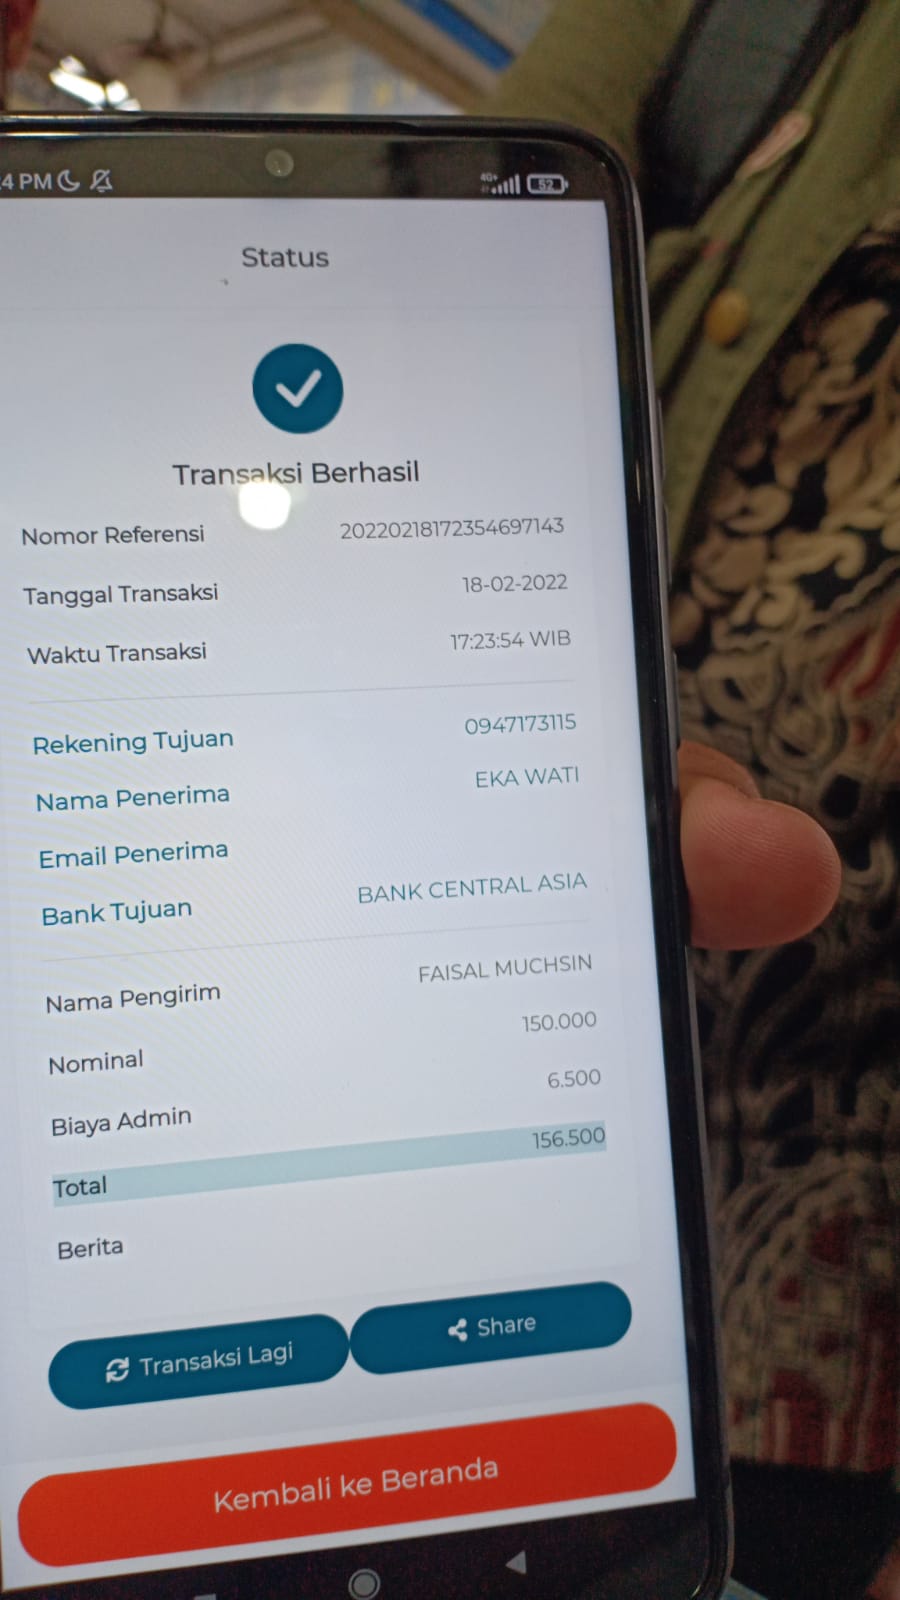 4 PM
4G+ 52
Status
Transaksi Berhasil
Nomor Referensi 20220218172354697143
Tanggal Transaksi 18-02-2022
Waktu Transaksi 17:23:54 WIB
Rekening Tujuan 0947173115
Nama Penerima EKA WATI
Email Penerima
Bank Tujuan BANK CENTRAL ASIA
Nama Pengirim FAISAL MUCHSIN
Nominal 150.000
Biaya Admin 6.500
Total 156.500
Berita
Transaksi Lagi
Share
Kembali ke Beranda